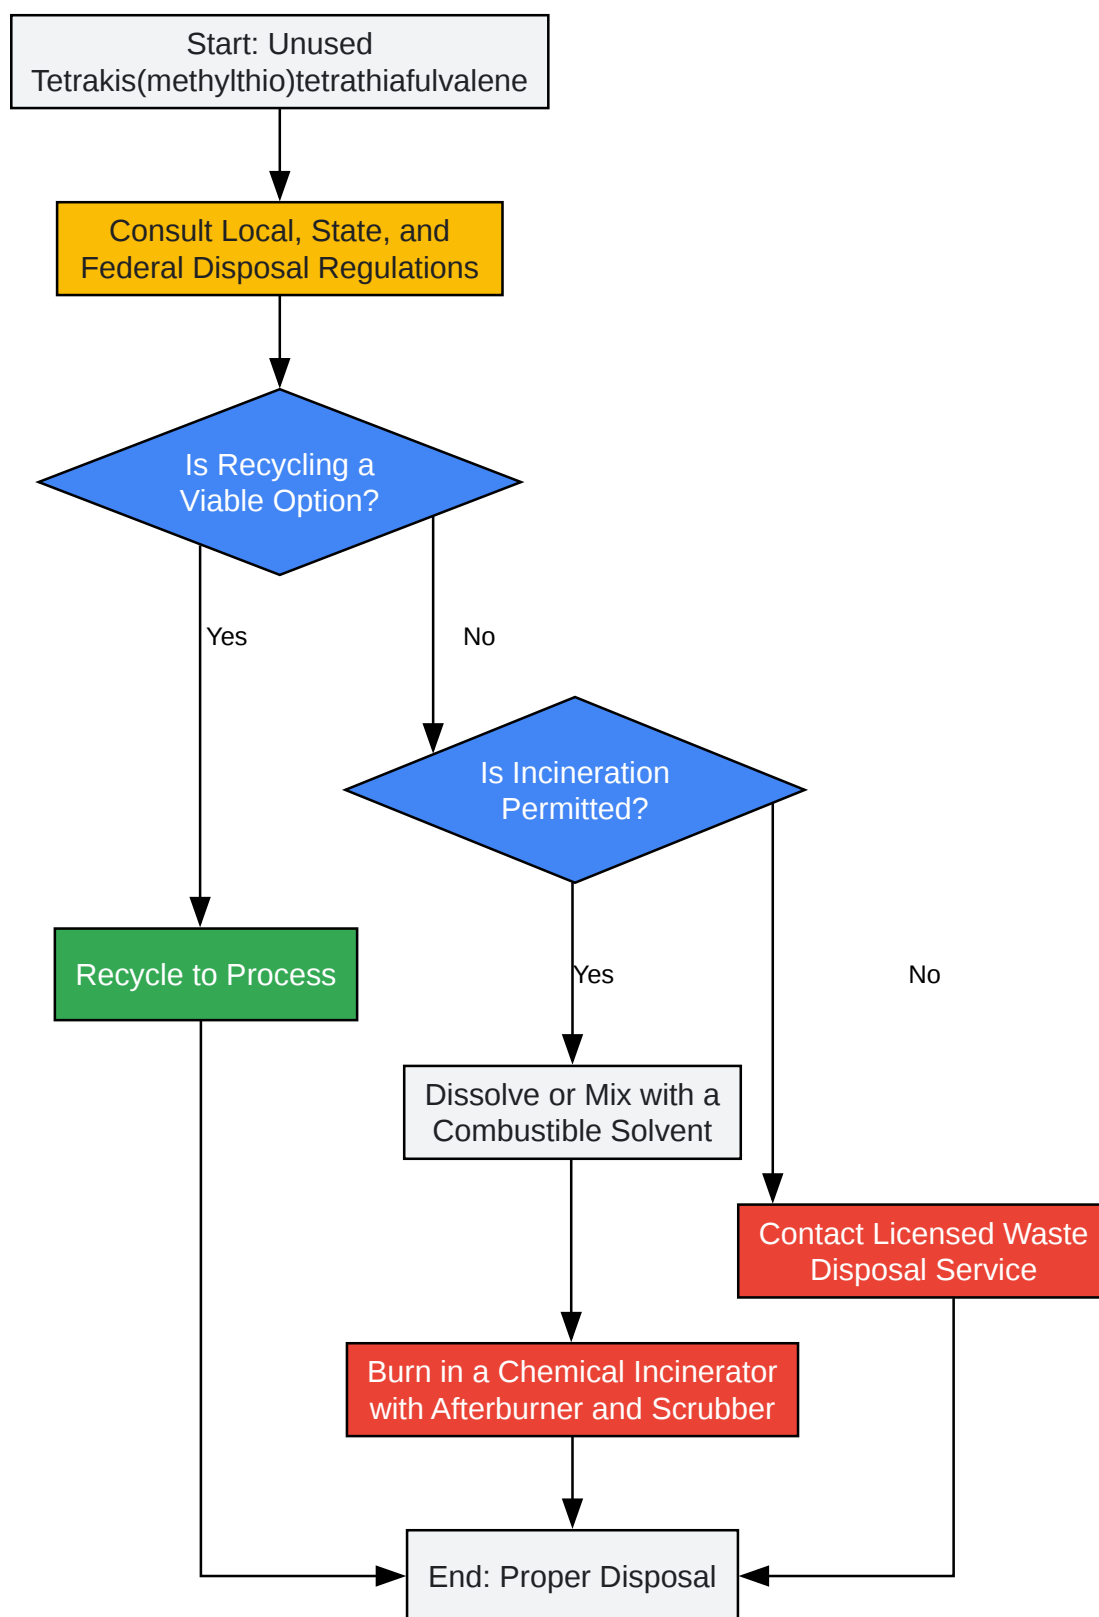 Start: Unused
Tetrakis(methylthio)tetrathiafulvalene
Consult Local, State, and
Federal Disposal Regulations
Is Recycling a
Viable Option?
Yes
No
Is Incineration
Permitted?
Recycle to Process
Yes
No
Dissolve or Mix with a
Combustible Solvent
Contact Licensed Waste
Disposal Service
Burn in a Chemical Incinerator
with Afterburner and Scrubber
End: Proper Disposal